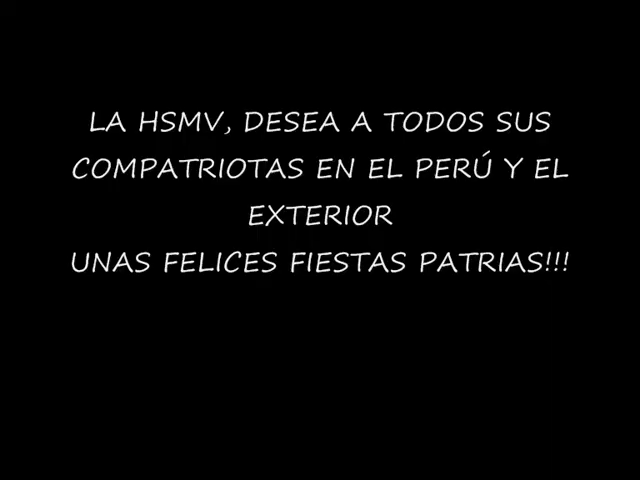 LA HSMV, DESEA A TODOS SUS
COMPATRIOTAS EN EL PERÚ Y EL
EXTERIOR
UNAS FELICES FIESTAS PATRIAS!!!